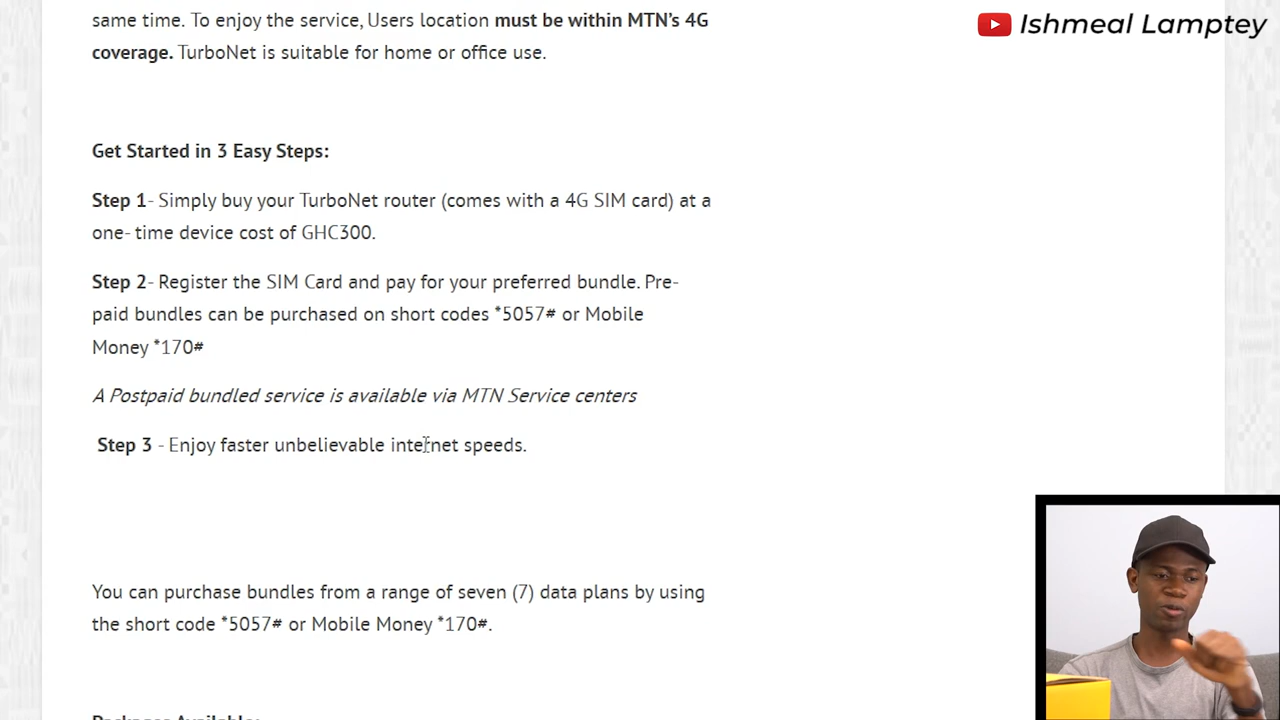 Ishmeal Lamptey
same time. To enjoy the service, Users location must be within MTN's 4G
coverage. TurboNet is suitable for home or office use.
Get Started in 3 Easy Steps:
Step 1- Simply buy your TurboNet router (comes with a 4G SIM card) at a
one- time device cost of GHC300.
Step 2- Register the SIM Card and pay for your preferred bundle. Pre-
paid bundles can be purchased on short codes *5057# or Mobile
Money *170#
A Postpaid bundled service is available via MTN Service centers
Step 3 - Enjoy faster unbelievable internet speeds.
You can purchase bundles from a range of seven (7) data plans by using
the short code *5057# or Mobile Money *170#.
Packages Available: